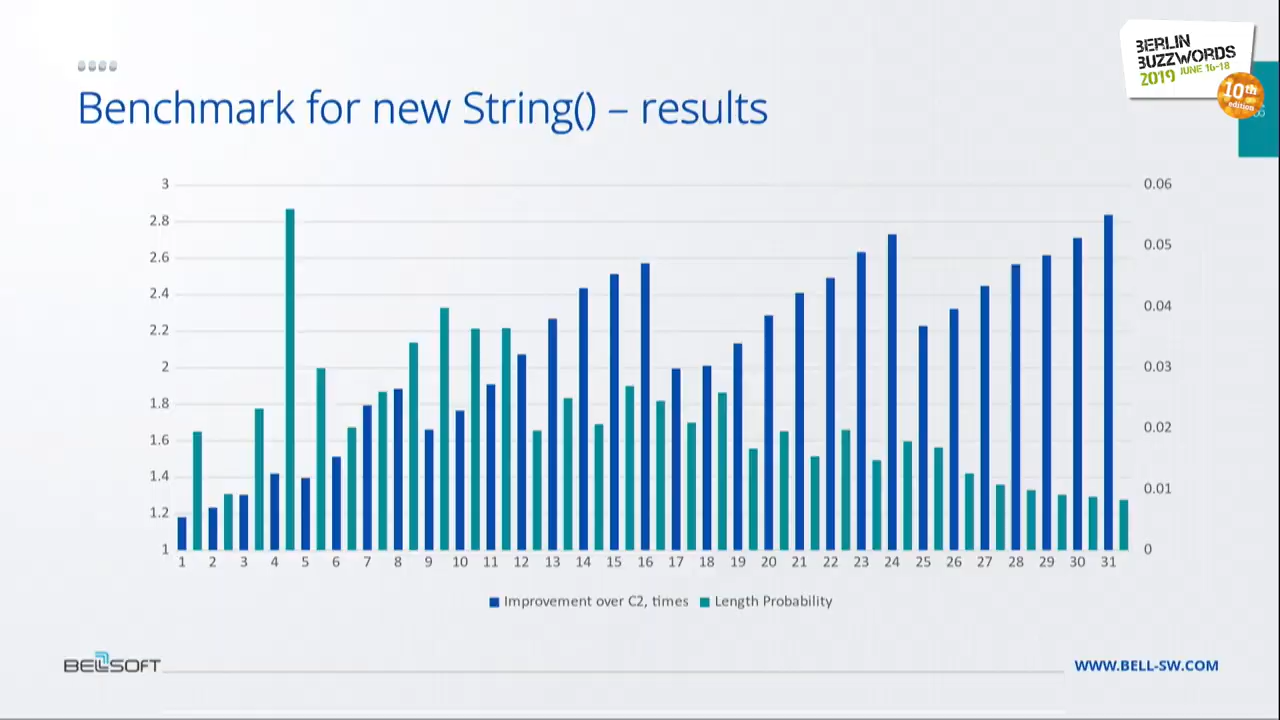 BERLIN
BUZZWORDS
2019 JUNE 16-18
10th
edition
Benchmark for new String() – results
3
2.8
2.6
2.4
2.2
2
1.8
1.6
1.4
1.2
1
0.06
0.05
0.04
0.03
0.02
0.01
0
1 2 3 4 5 6 7 8 9 10 11 12 13 14 15 16 17 18 19 20 21 22 23 24 25 26 27 28 29 30 31
Improvement over C2, times Length Probability
BELLSOFT
WWW.BELL-SW.COM